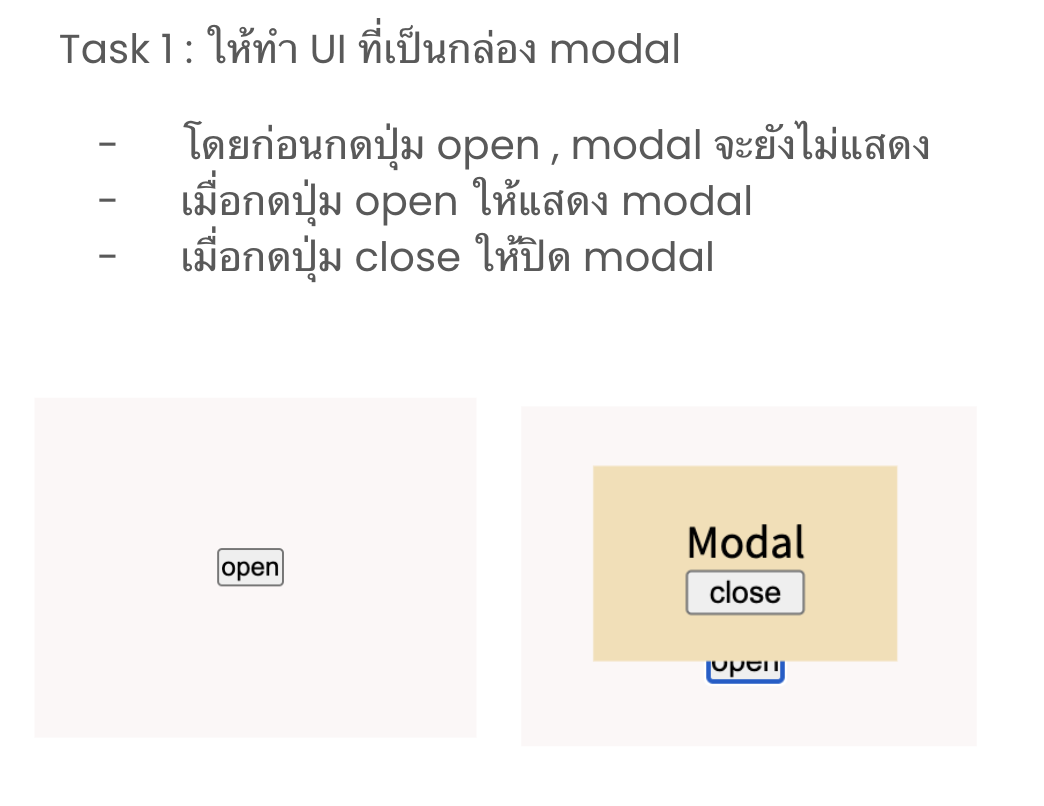 Task 1 : ให้ทำ UI ที่เป็นกล่อง modal
- โดยก่อนกดปุ่ม open , modal จะยังไม่แสดง
- เมื่อกดปุ่ม open ให้แสดง modal
- เมื่อกดปุ่ม close ให้ปิด modal
open
Modal
close
open